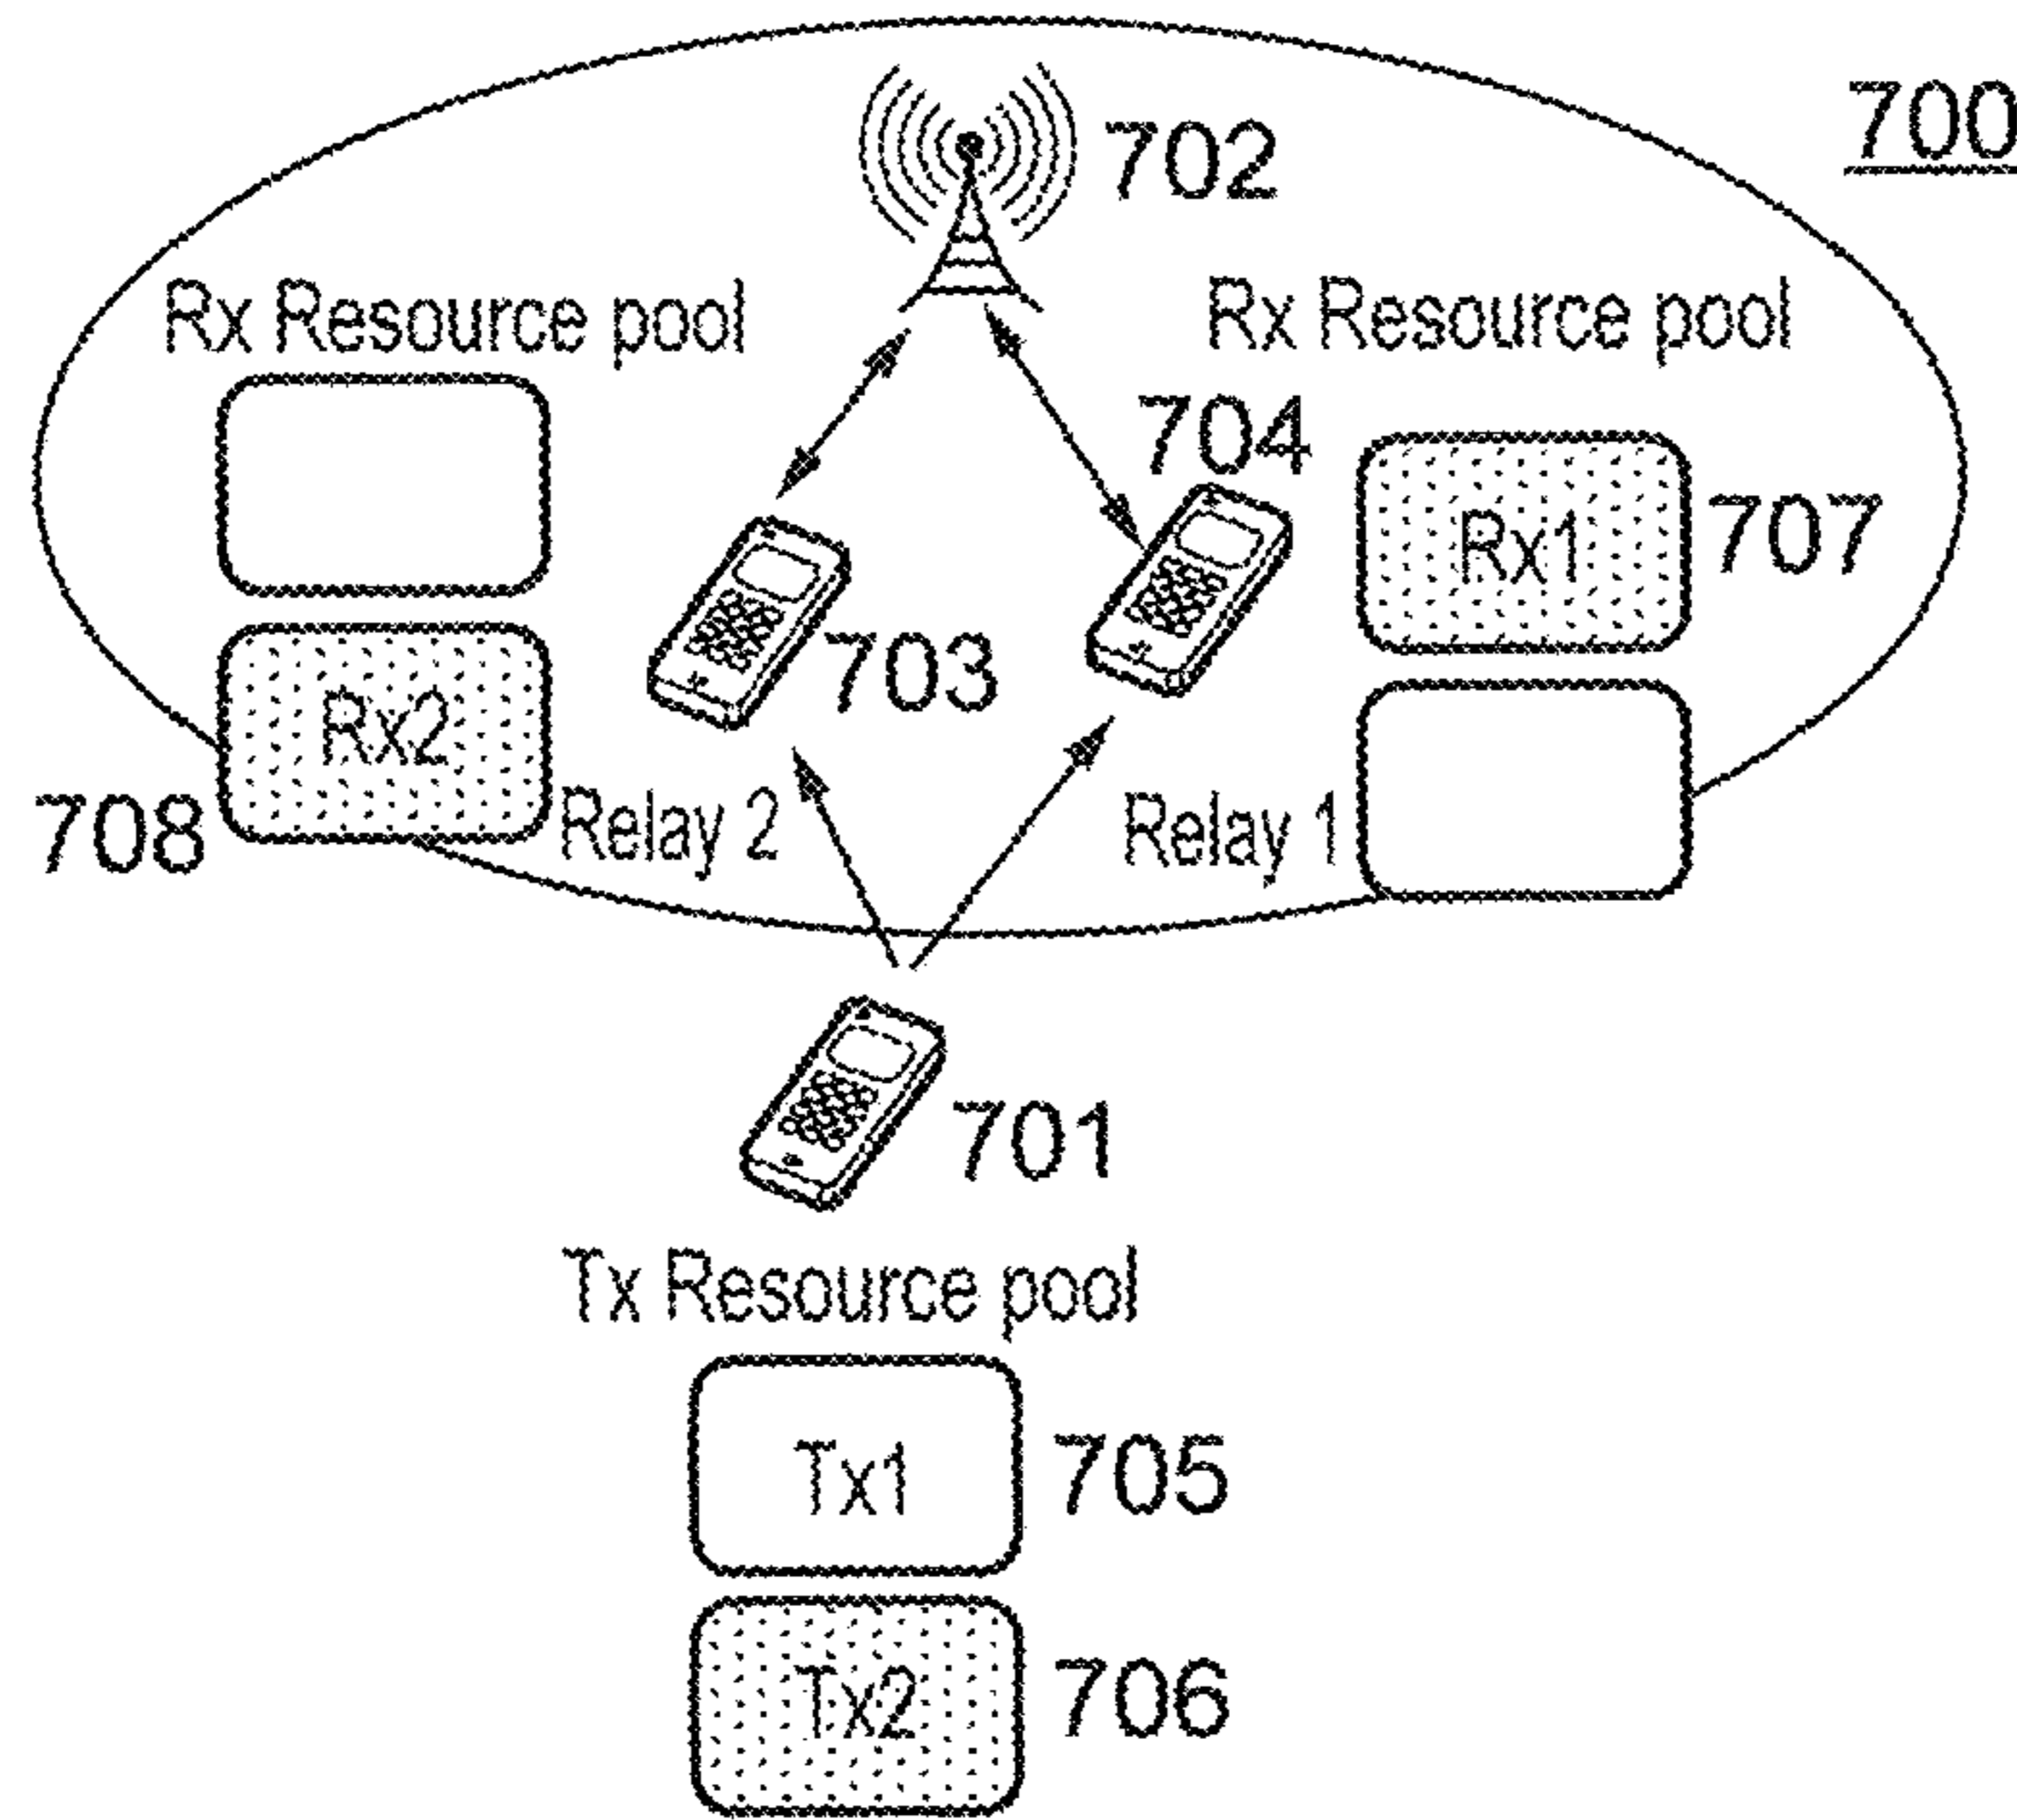 700
702
Rx Resource pool
Rx Resource pool
704
Rx1
707
703
Rx2
708
Relay 2
Relay 1
701
Tx Resource pool
Tx1
705
Tx2
706